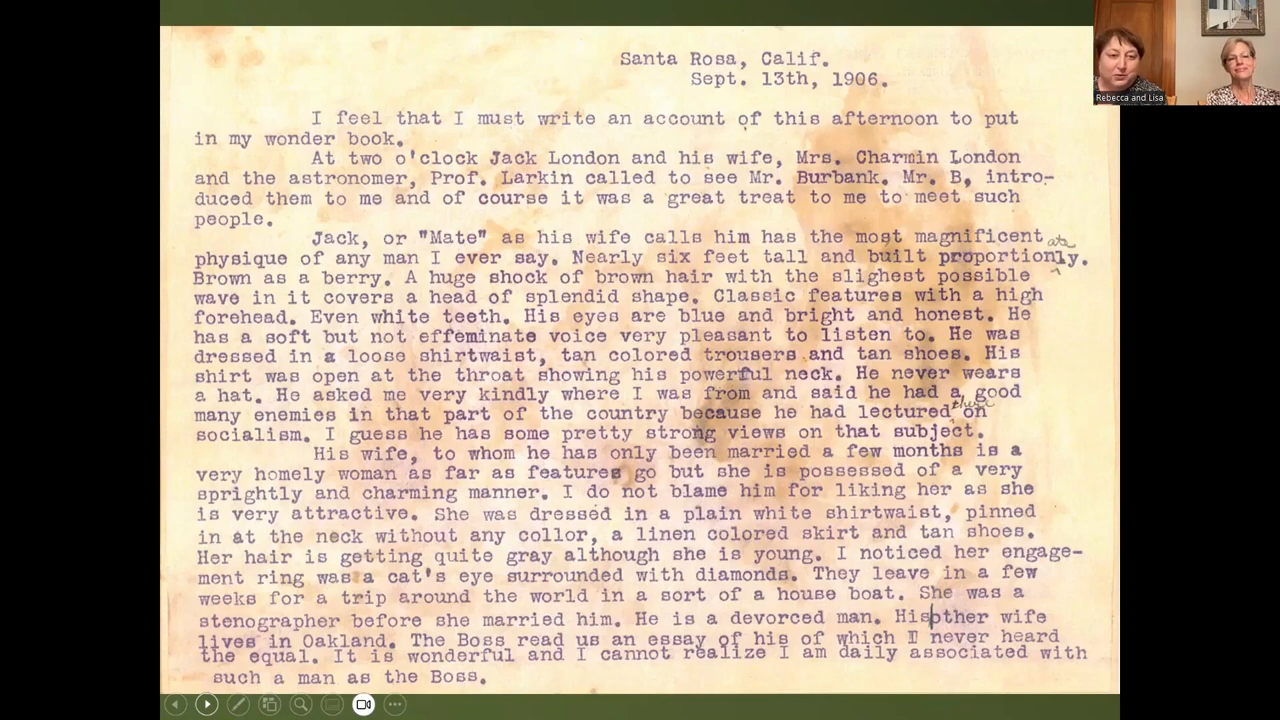 Santa Rosa, Calif.
Sept. 13th, 1906.
I feel that I must write an account of this afternoon to put
in my wonder book.
At two o'clock Jack London and his wife, Mrs. Charmin London
and the astronomer, Prof. Larkin called to see Mr. Burbank. Mr. B, intro-
duced them to me and of course it was a great treat to me to meet such
people.
Jack, or "Mate" as his wife calls him has the most magnificent
ate
physique of any man I ever say. Nearly six feet tall and built proportionly.
Brown as a berry. A huge shock of brown hair with the slighest possible
wave in it covers a head of splendid shape. Classic features with a high
forehead. Even white teeth. His eyes are blue and bright and honest. He
has a soft but not effeminate voice very pleasant to listen to. He was
dressed in a loose shirtwaist, tan colored trousers and tan shoes. His
shirt was open at the throat showing his powerful neck. He never wears
a hat. He asked me very kindly where I was from and said he had a good
there
many enemies in that part of the country because he had lectured on
socialism. I guess he has some pretty strong views on that subject.
His wife, to whom he has only been married a few months is a
very homely woman as far as features go but she is possessed of a very
sprightly and charming manner. I do not blame him for liking her as she
is very attractive. She was dressed in a plain white shirtwaist, pinned
in at the neck without any collor, a linen colored skirt and tan shoes.
Her hair is getting quite gray although she is young. I noticed her engage-
ment ring was a cat's eye surrounded with diamonds. They leave in a few
weeks for a trip around the world in a sort of a house boat. She was a
stenographer before she married him. He is a devorced man. His other wife
lives in Oakland. The Boss read us an essay of his of which I never heard
the equal. It is wonderful and I cannot realize I am daily associated with
such a man as the Boss.
Rebecca and Lisa